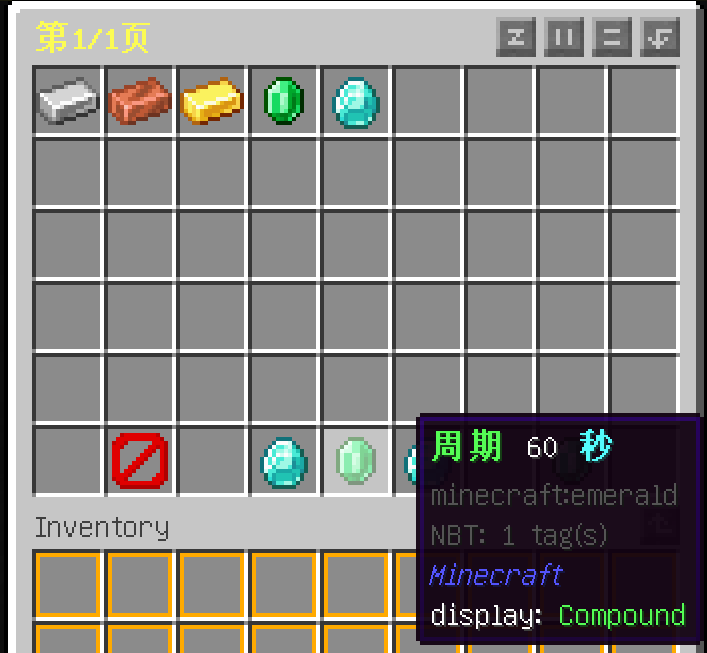 第1/1页
周期 60 秒
minecraft:emerald
NBT: 1 tag(s)
Minecraft
display: Compound
Inventory